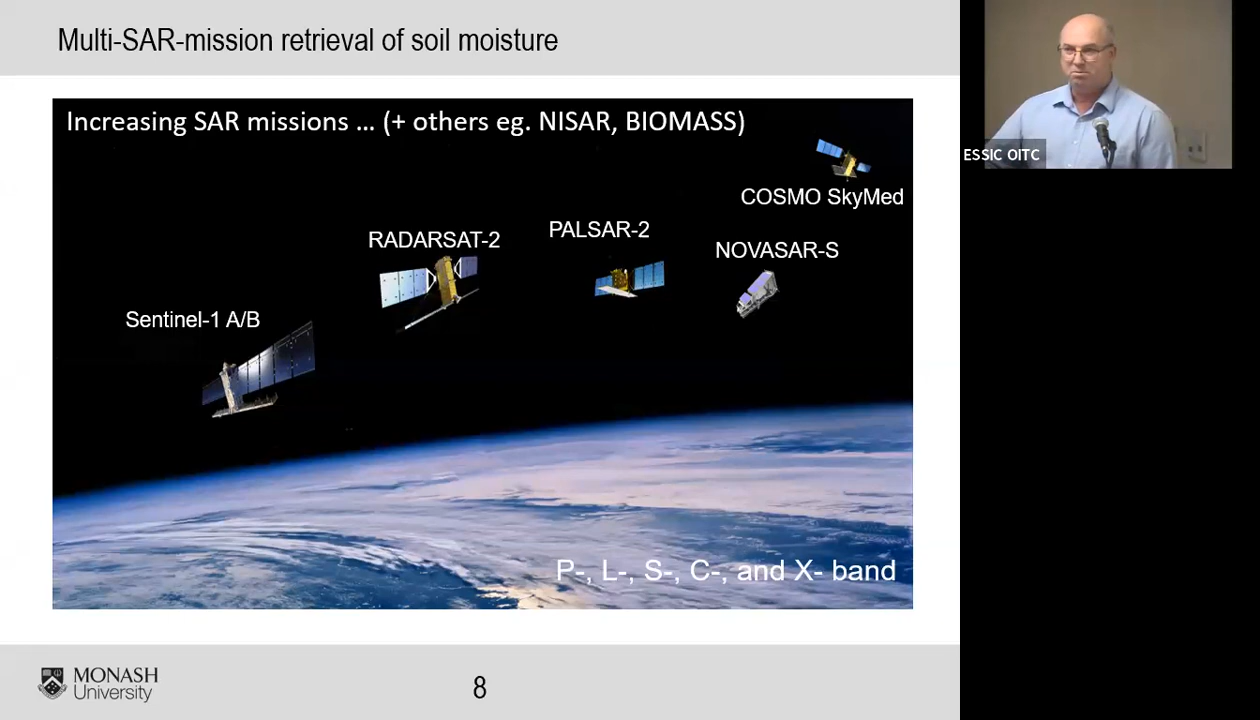 Multi-SAR-mission retrieval of soil moisture
Increasing SAR missions … (+ others eg. NISAR, BIOMASS)
COSMO SkyMed
PALSAR-2
RADARSAT-2
NOVASAR-S
Sentinel-1 A/B
P-, L-, S-, C-, and X- band
MONASH
University
8
ESSIC OITC